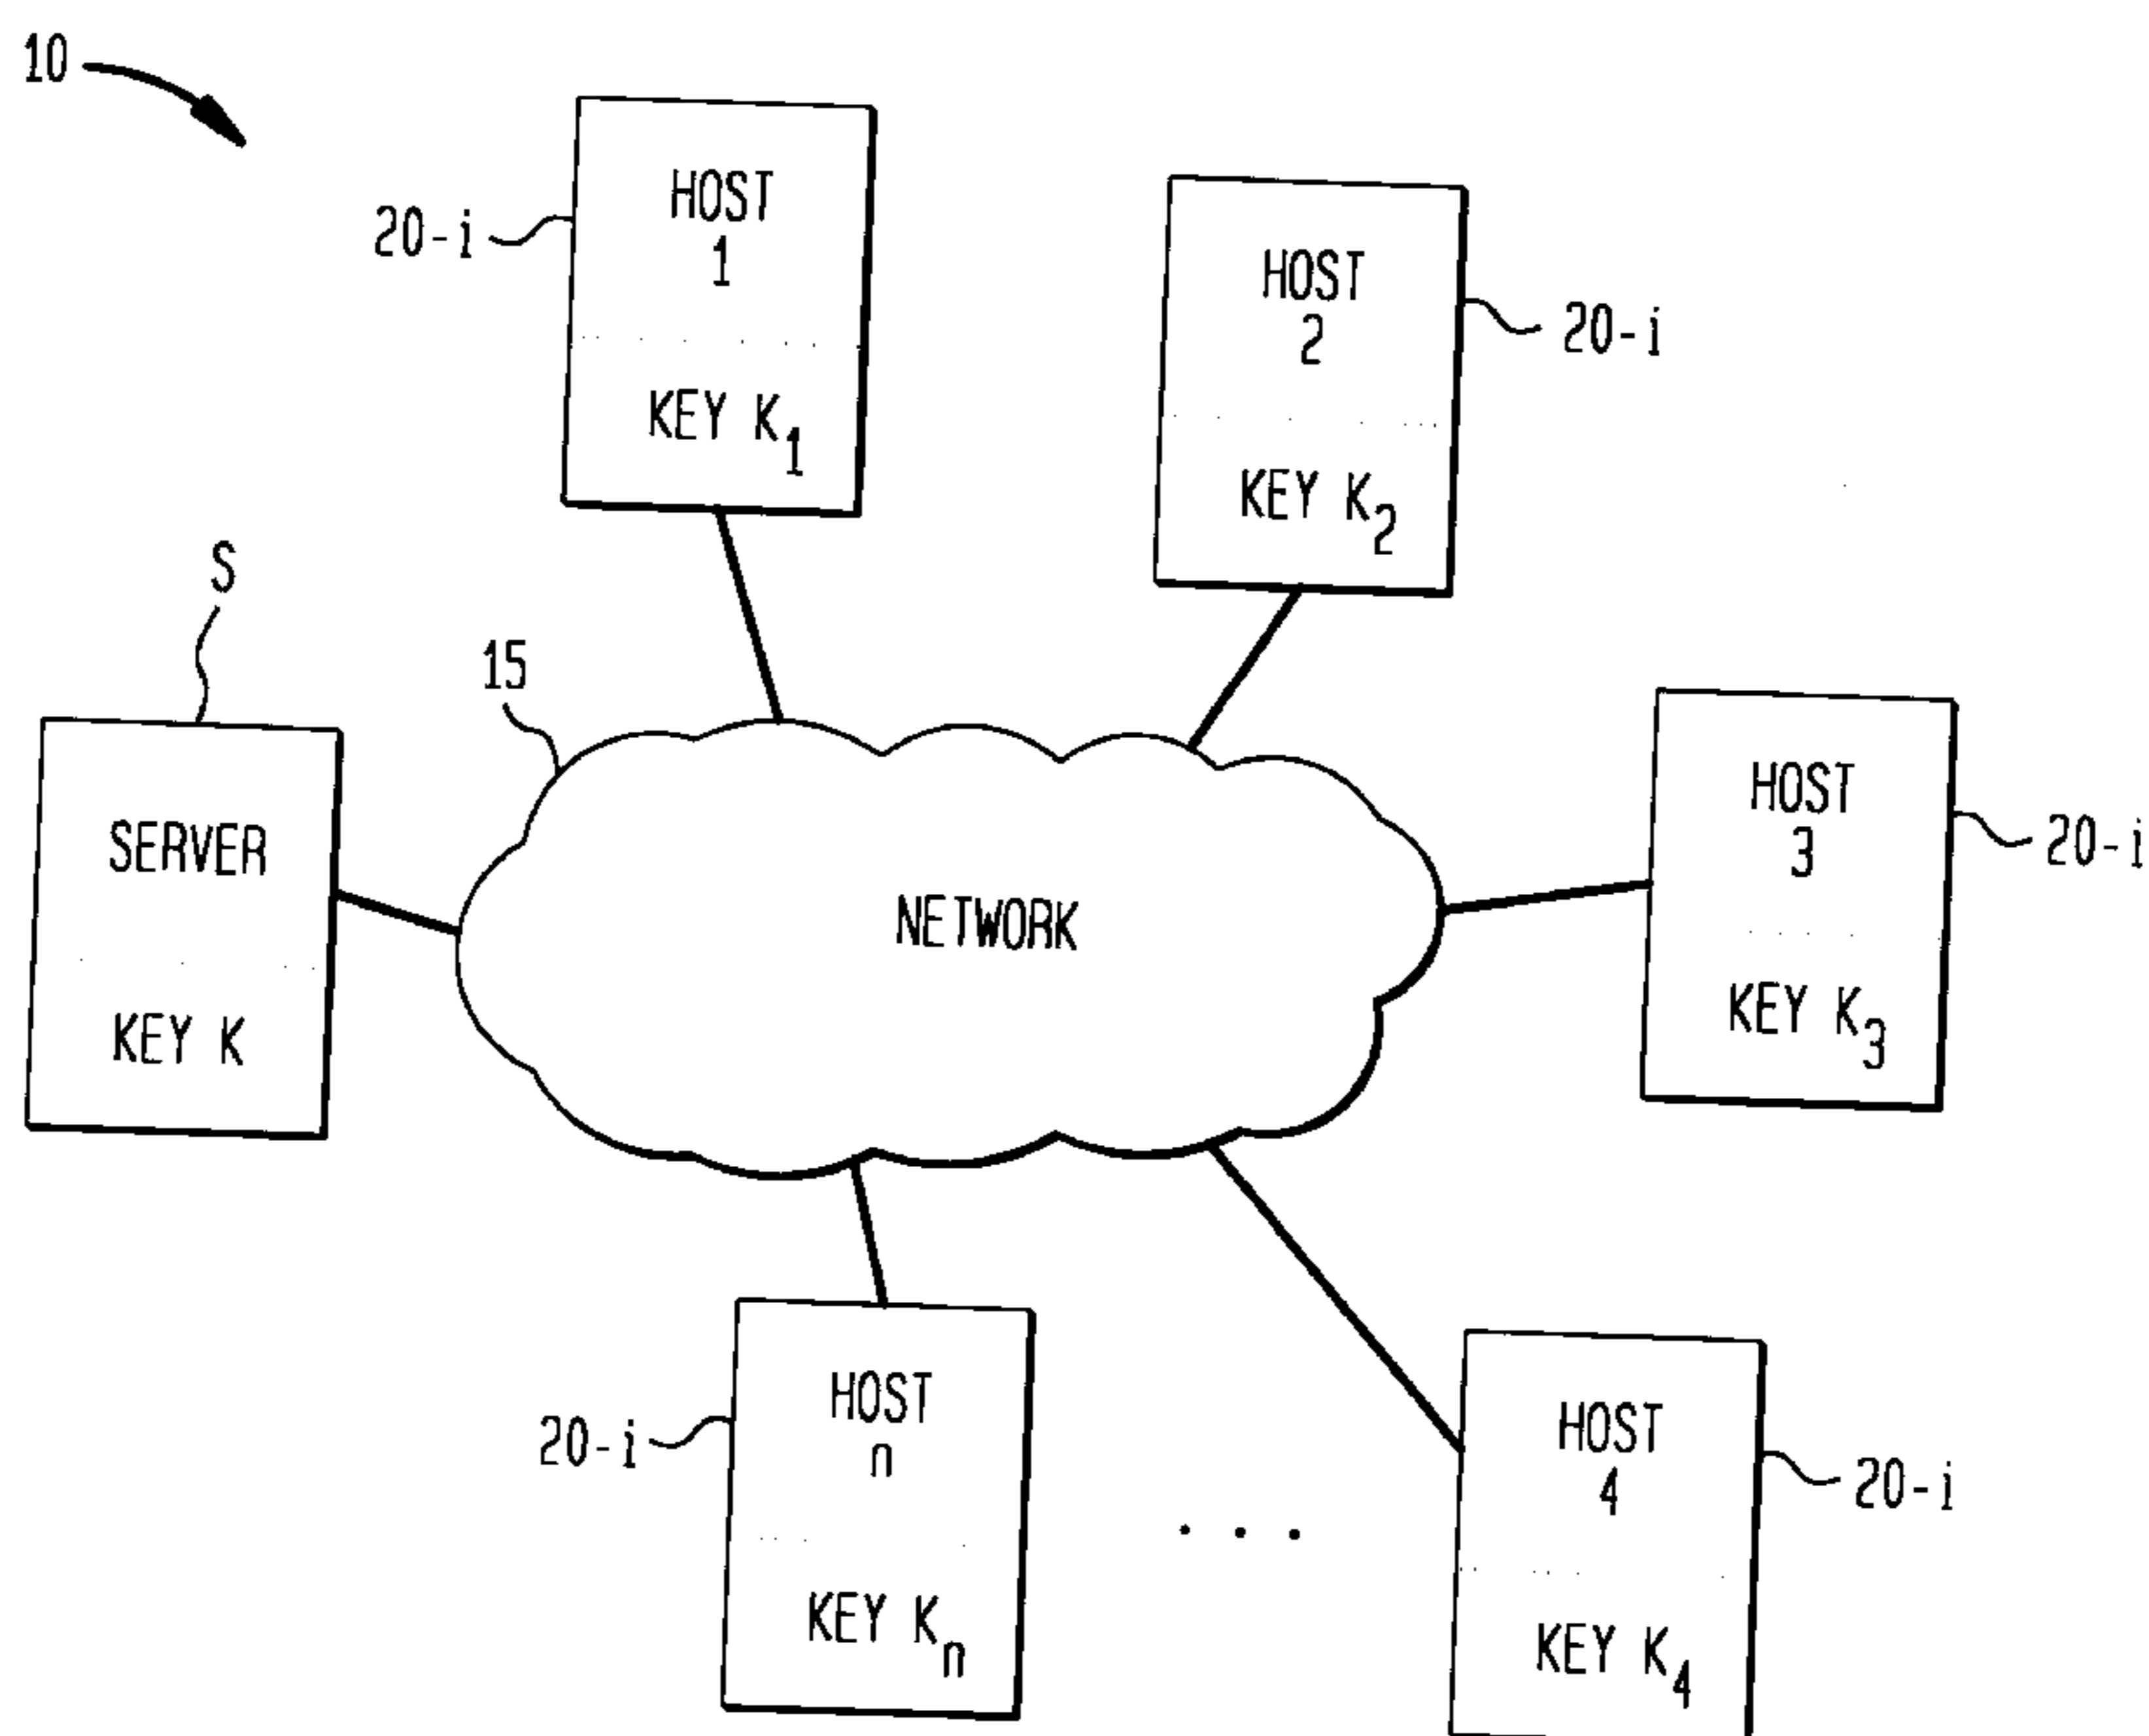 10
HOST
1
20-i
KEY K₁
HOST
2
20-i
KEY K₂
S
15
SERVER
KEY K
NETWORK
HOST
3
20-i
KEY K₃
HOST
n
20-i
KEY Kₙ
. . .
HOST
4
20-i
KEY K₄